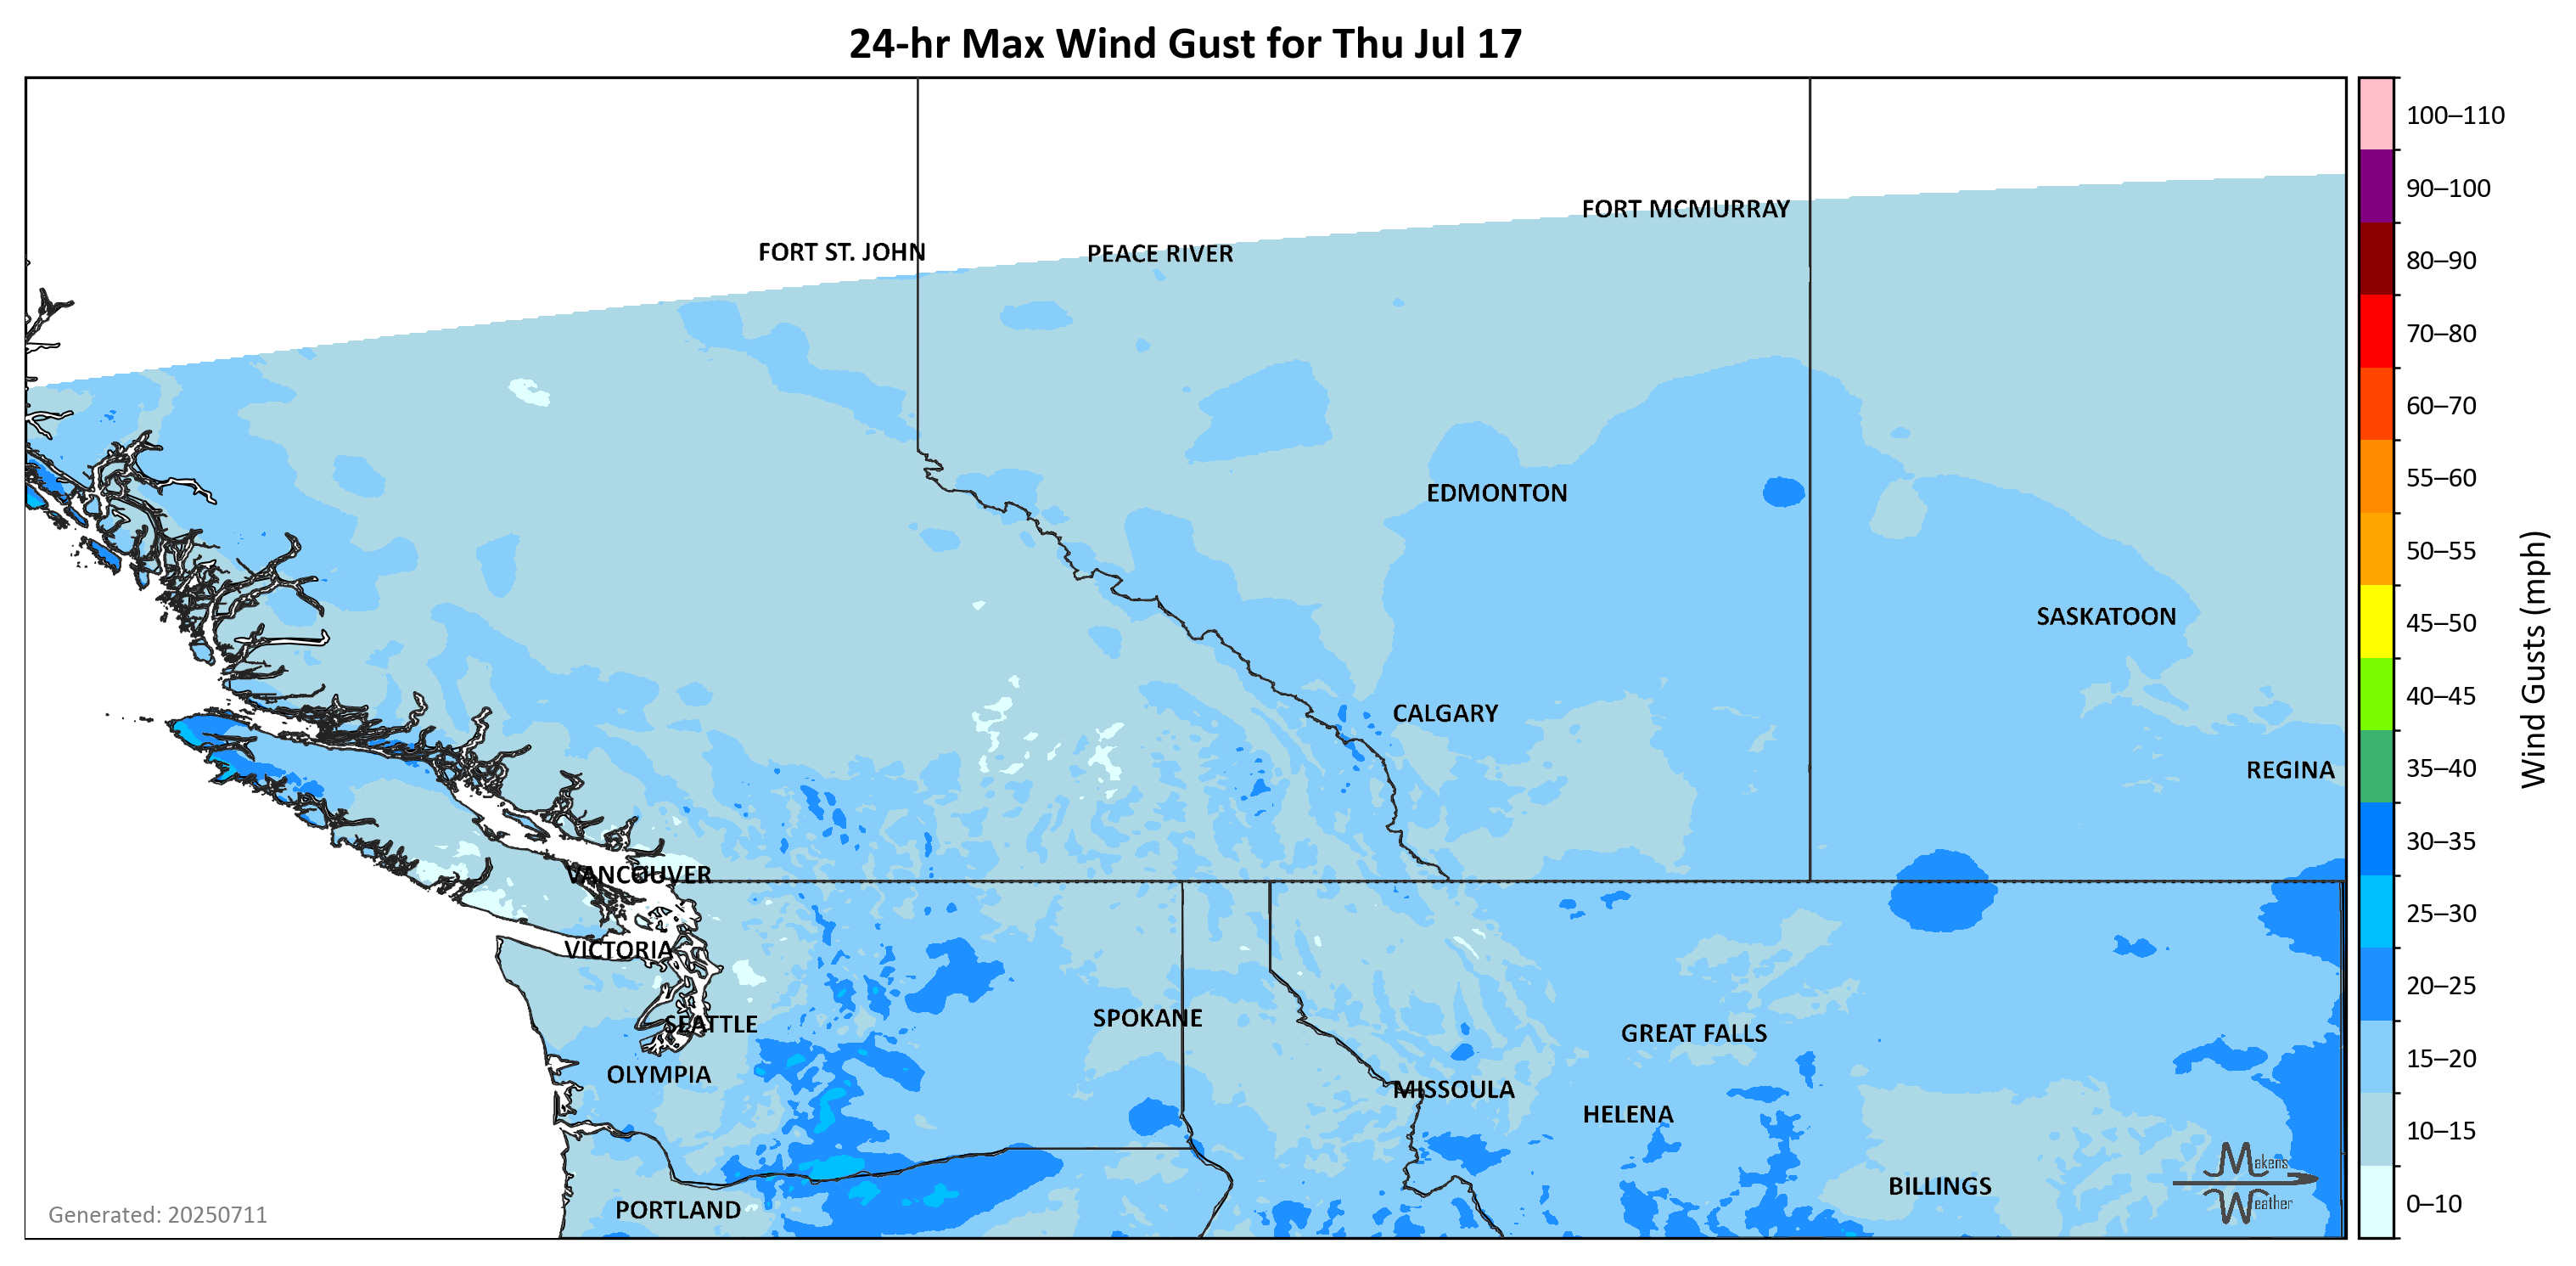 24-hr Max Wind Gust for Thu Jul 17
100–110
90–100
80–90
70–80
60–70
55–60
50–55
45–50
40–45
35–40
30–35
25–30
20–25
15–20
10–15
0–10
Wind Gusts (mph)
FORT MCMURRAY
FORT ST. JOHN
PEACE RIVER
EDMONTON
SASKATOON
CALGARY
REGINA
VANCOUVER
VICTORIA
SEATTLE
SPOKANE
GREAT FALLS
OLYMPIA
MISSOULA
HELENA
BILLINGS
PORTLAND
Makens
Weather
Generated: 20250711